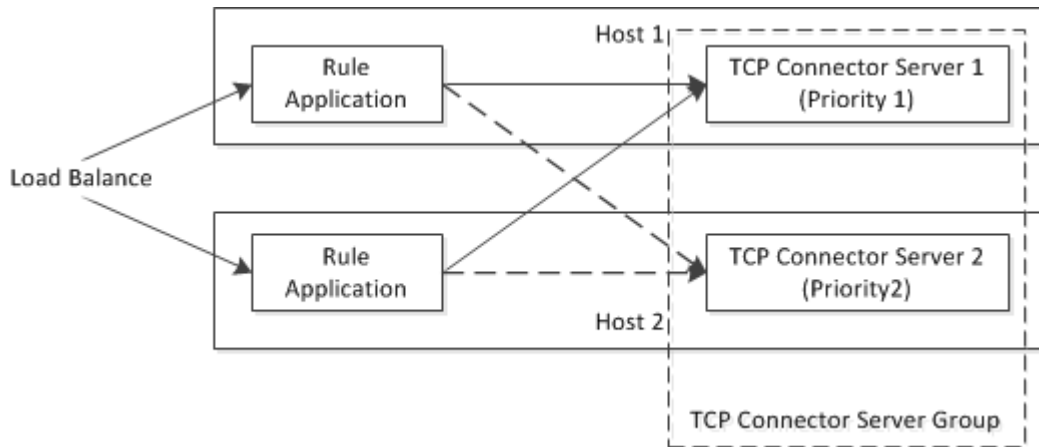 Host 1
Rule
Application
TCP Connector Server 1
(Priority 1)
Load Balance
Rule
Application
TCP Connector Server 2
(Priority2)
Host 2
TCP Connector Server Group